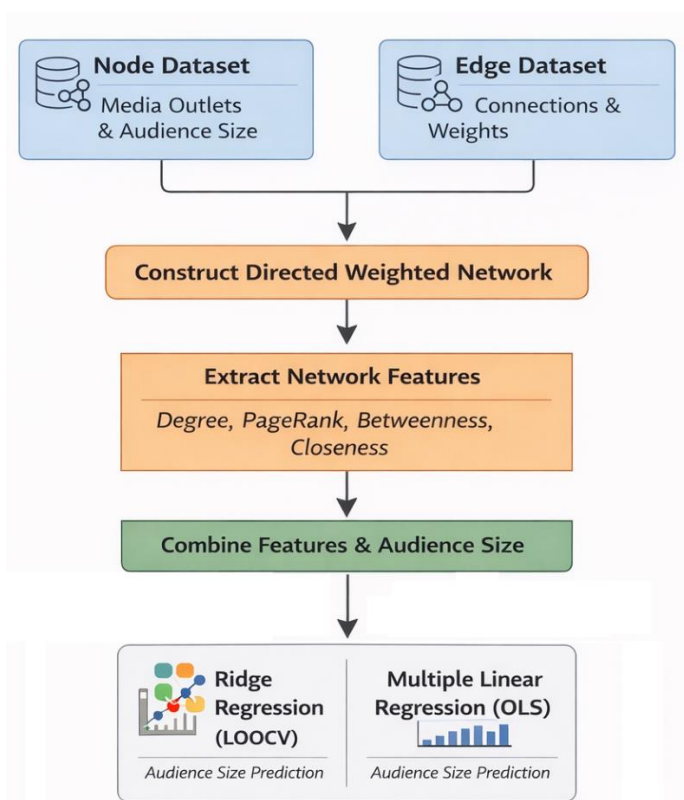 Node Dataset
Media Outlets
& Audience Size
Edge Dataset
Connections &
Weights
Construct Directed Weighted Network
Extract Network Features
Degree, PageRank, Betweenness,
Closeness
Combine Features & Audience Size
Ridge
Regression
(LOOCV)
Audience Size Prediction
Multiple Linear
Regression (OLS)
Audience Size Prediction